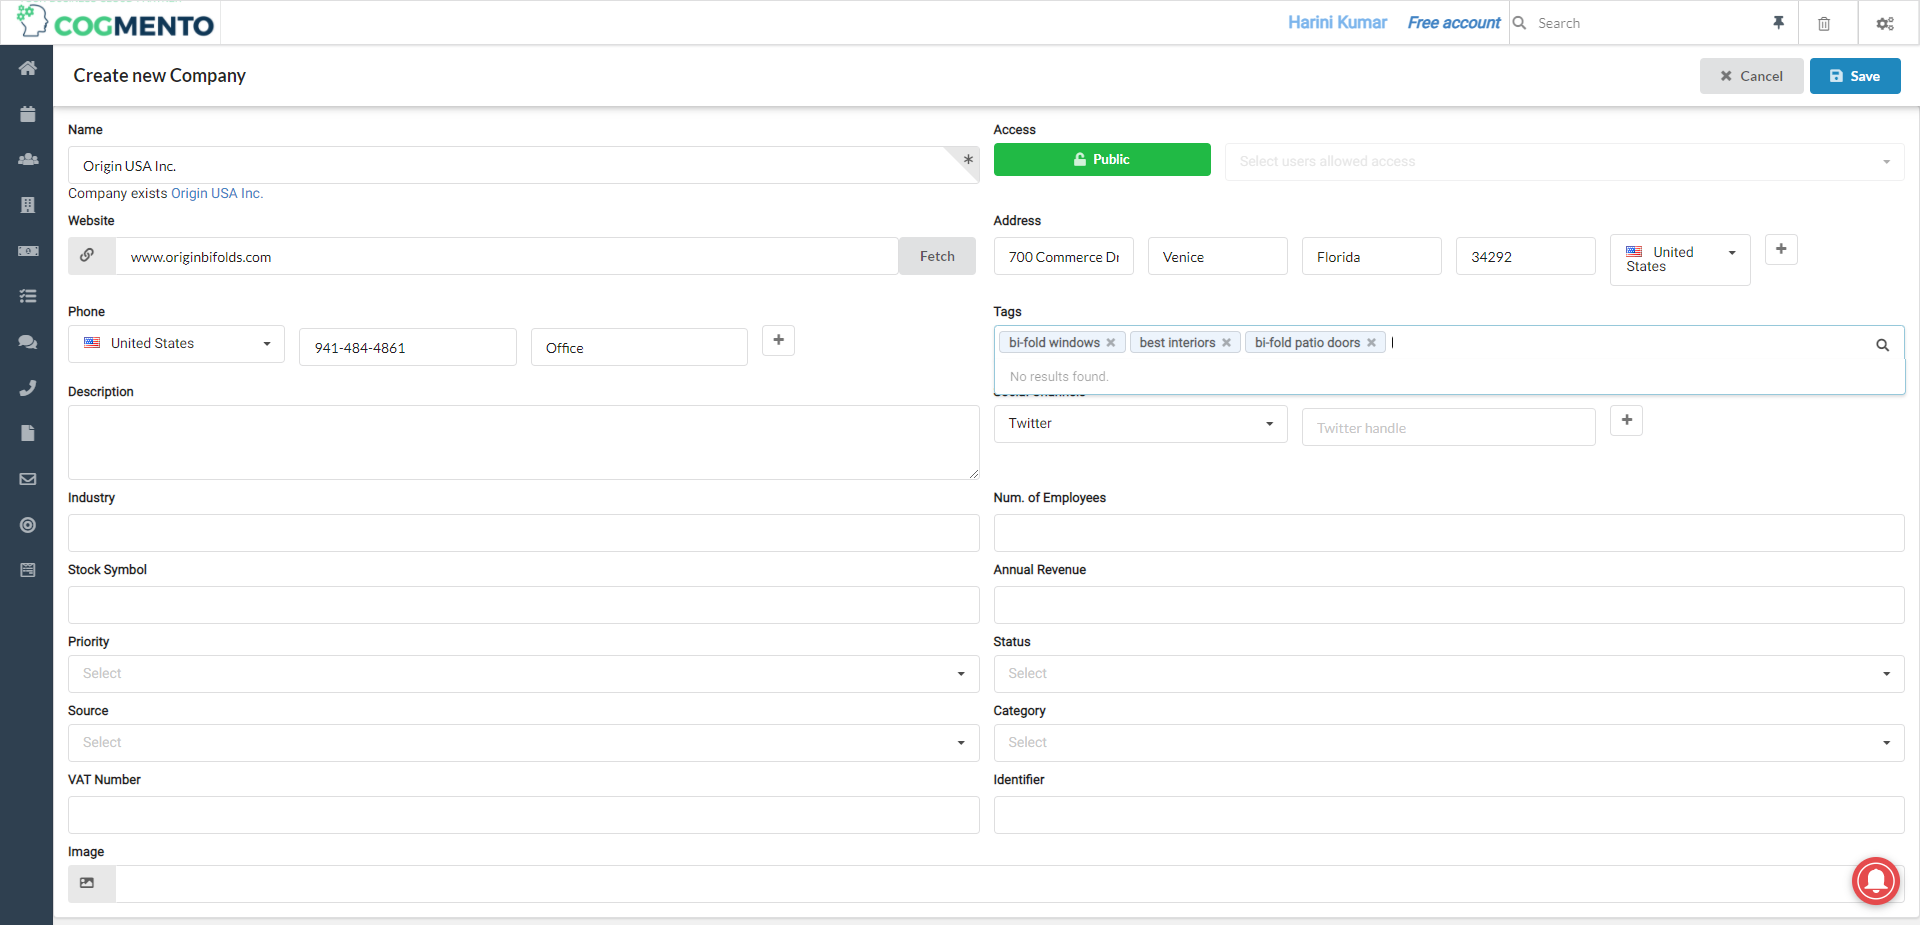 COGMENTO
Harini Kumar
Free account
Search
Create new Company
Cancel
Save
Name
Origin USA Inc.
*
Company exists Origin USA Inc.
Access
Public
Select users allowed access
Website
www.originbifolds.com
Fetch
Address
700 Commerce Dr
Venice
Florida
34292
United
States
Phone
United States
941-484-4861
Office
Tags
bi-fold windows
best interiors
bi-fold patio doors
No results found.
Description
Twitter
Twitter handle
Industry
Num. of Employees
Stock Symbol
Annual Revenue
Priority
Select
Status
Select
Source
Select
Category
Select
VAT Number
Identifier
Image